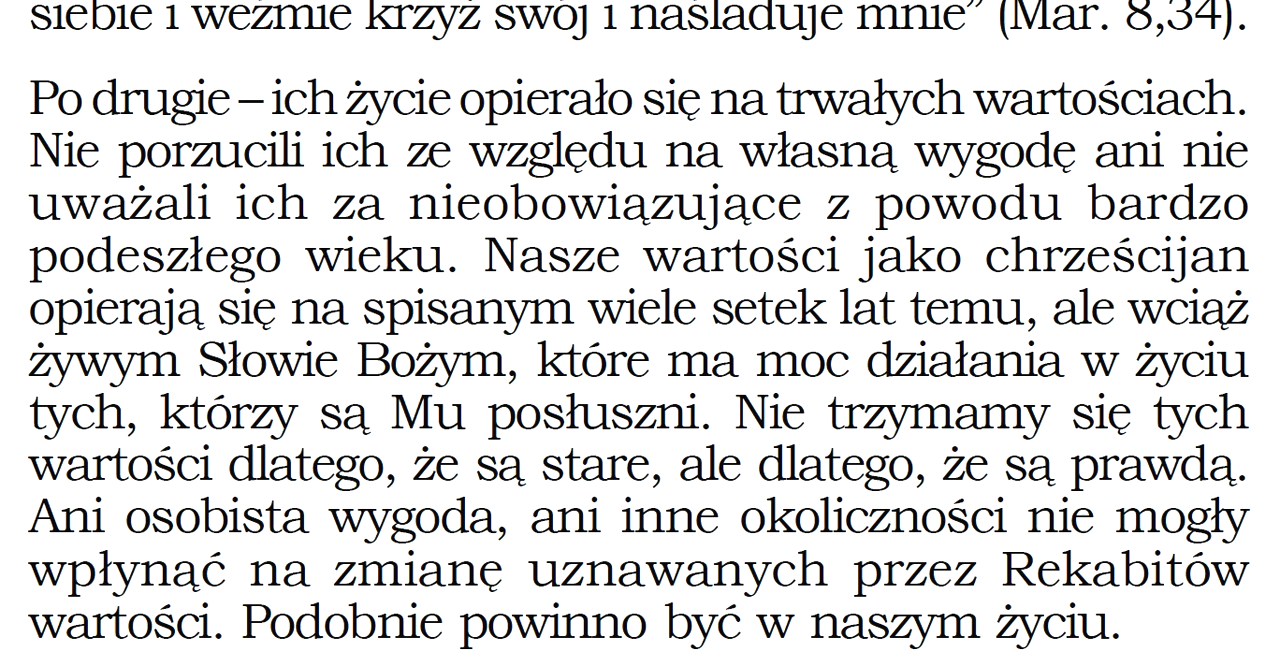 siebie i weźmie krzyż swój i naśladuje mnie” (Mar. 8,34).
Po drugie – ich życie opierało się na trwałych wartościach.
Nie porzucili ich ze względu na własną wygodę ani nie
uważali ich za nieobowiązujące z powodu bardzo
podeszłego wieku. Nasze wartości jako chrześcijan
opierają się na spisanym wiele setek lat temu, ale wciąż
żywym Słowie Bożym, które ma moc działania w życiu
tych, którzy są Mu posłuszni. Nie trzymamy się tych
wartości dlatego, że są stare, ale dlatego, że są prawdą.
Ani osobista wygoda, ani inne okoliczności nie mogły
wpłynąć na zmianę uznawanych przez Rekabitów
wartości. Podobnie powinno być w naszym życiu.